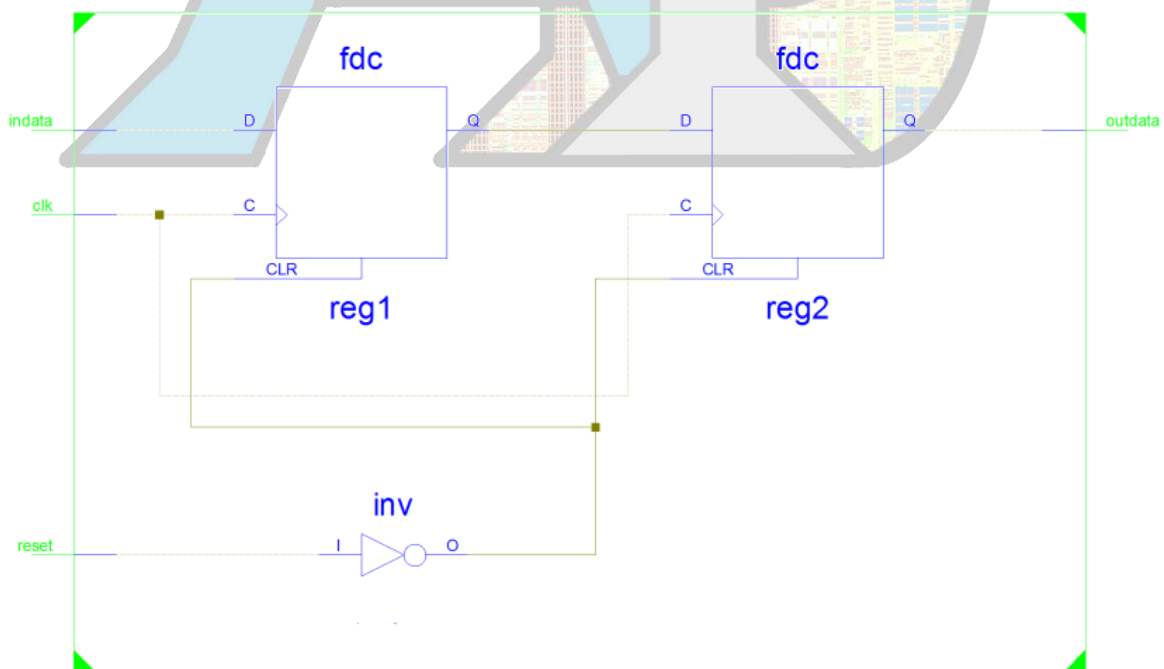 fdc
fdc
indata
D
Q
D
Q
outdata
clk
C
C
CLR
CLR
reg1
reg2
inv
reset
I
O